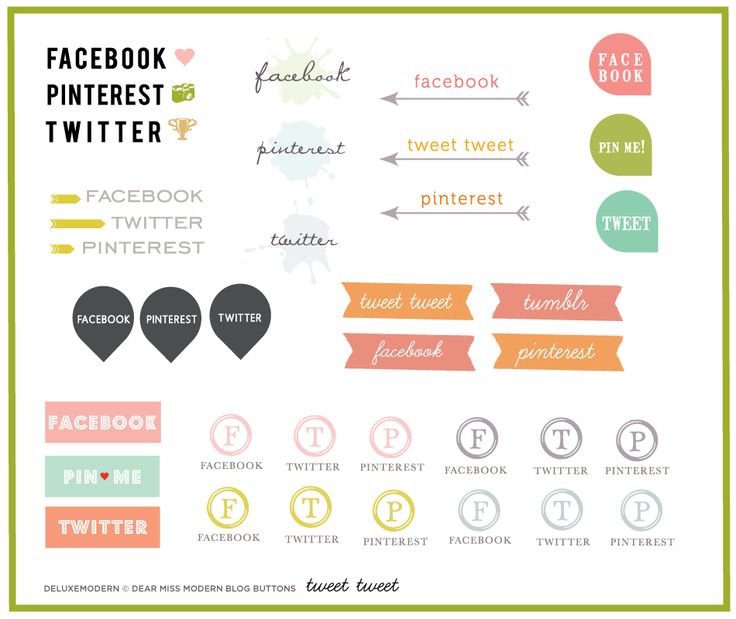 FACEBOOK
PINTEREST
TWITTER
facebook
pinterest
twitter
facebook
tweet tweet
pinterest
FACE
BOOK
PIN ME!
TWEET
FACEBOOK
TWITTER
PINTEREST
FACEBOOK
PINTEREST
TWITTER
tweet tweet
tumblr
facebook
pinterest
FACEBOOK
PIN ME
TWITTER
F T P F T P
FACEBOOK TWITTER PINTEREST FACEBOOK TWITTER PINTEREST
F T P F T P
FACEBOOK TWITTER PINTEREST FACEBOOK TWITTER PINTEREST
DELUXEMODERN © DEAR MISS MODERN BLOG BUTTONS tweet tweet